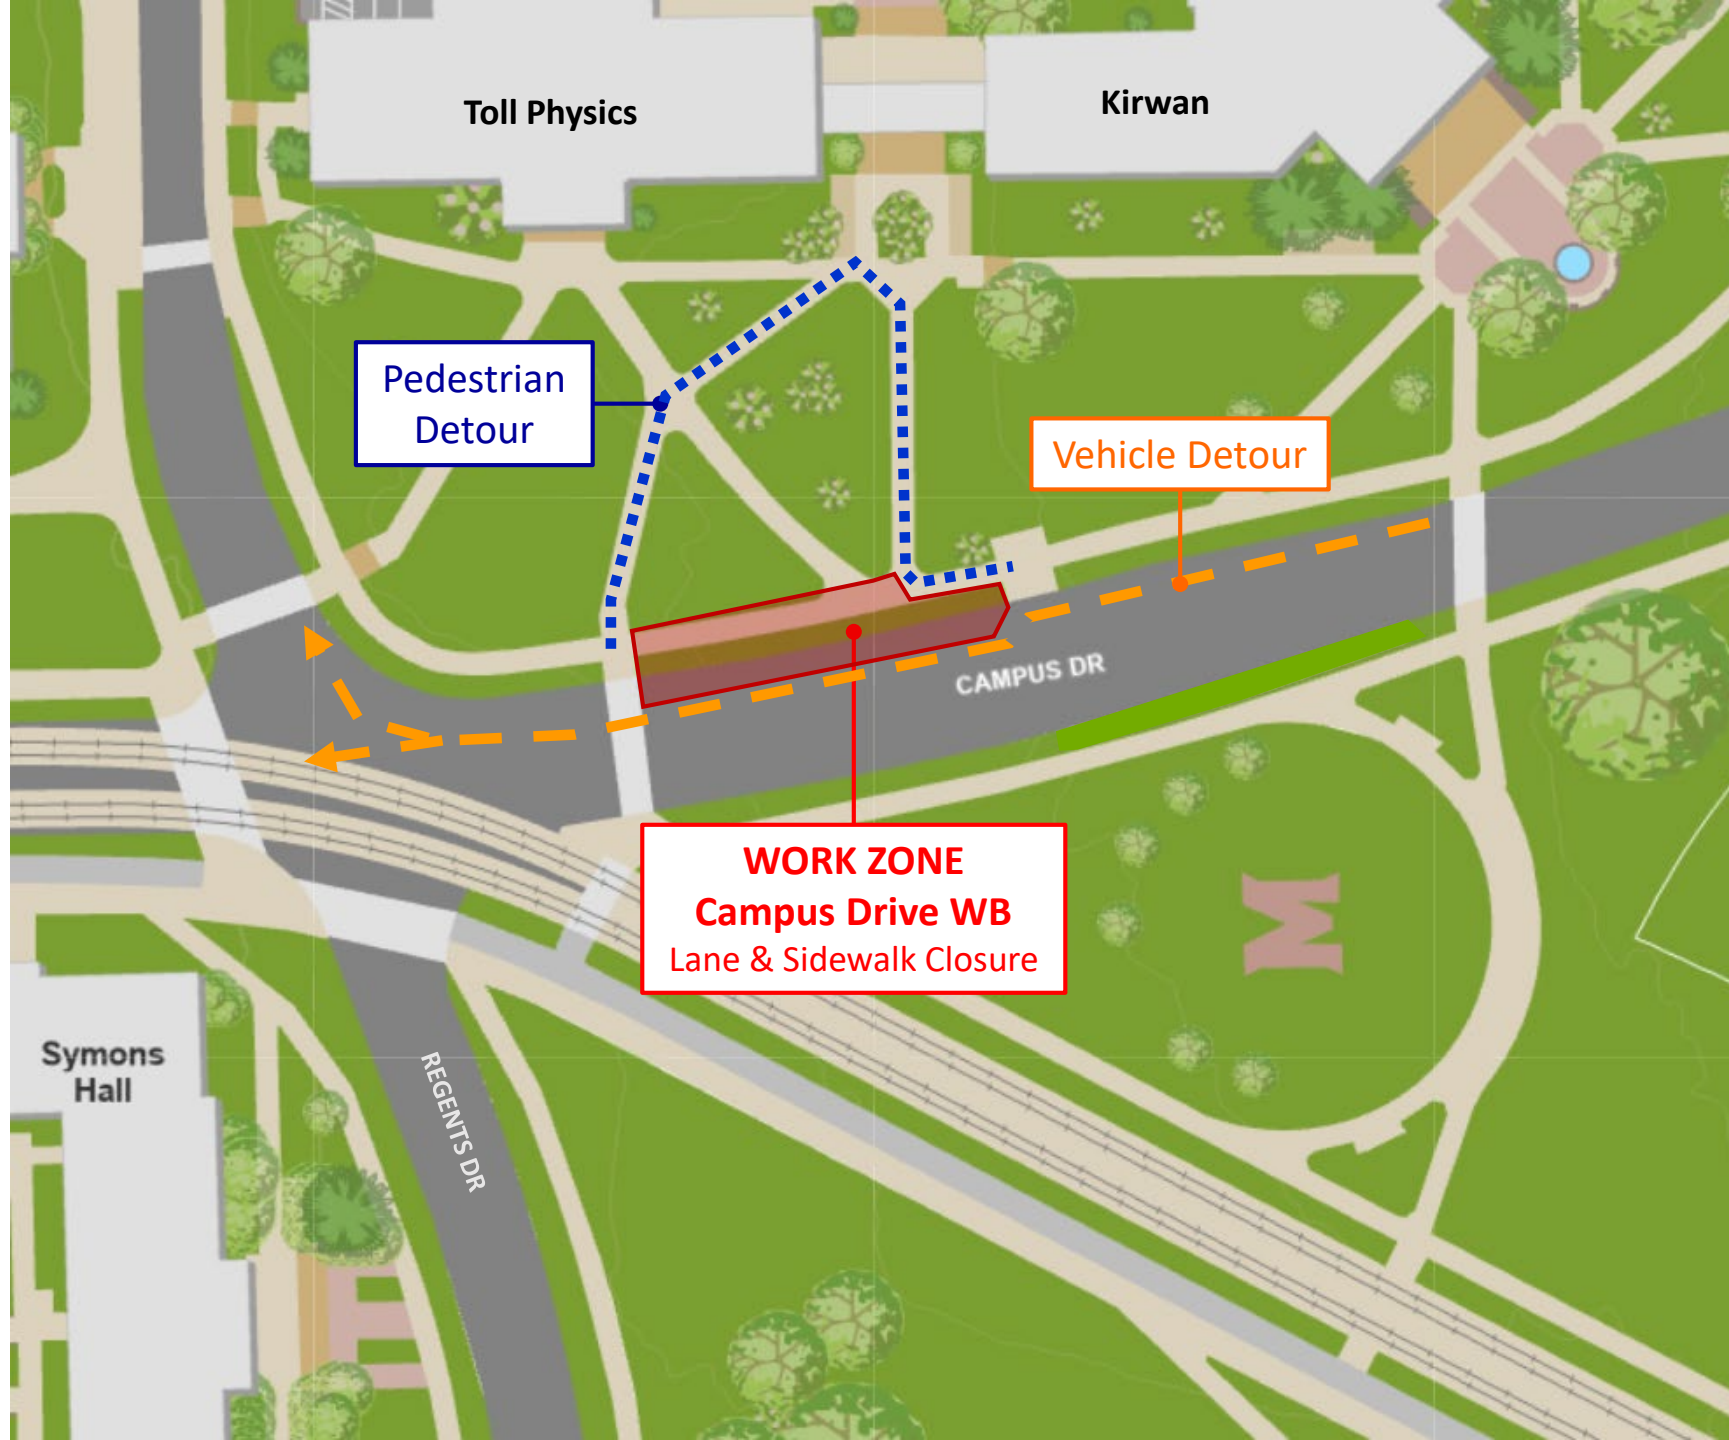 Toll Physics
Kirwan
Pedestrian
Detour
Vehicle Detour
CAMPUS DR
WORK ZONE
Campus Drive WB
Lane & Sidewalk Closure
M
Symons
Hall
REGENTS DR